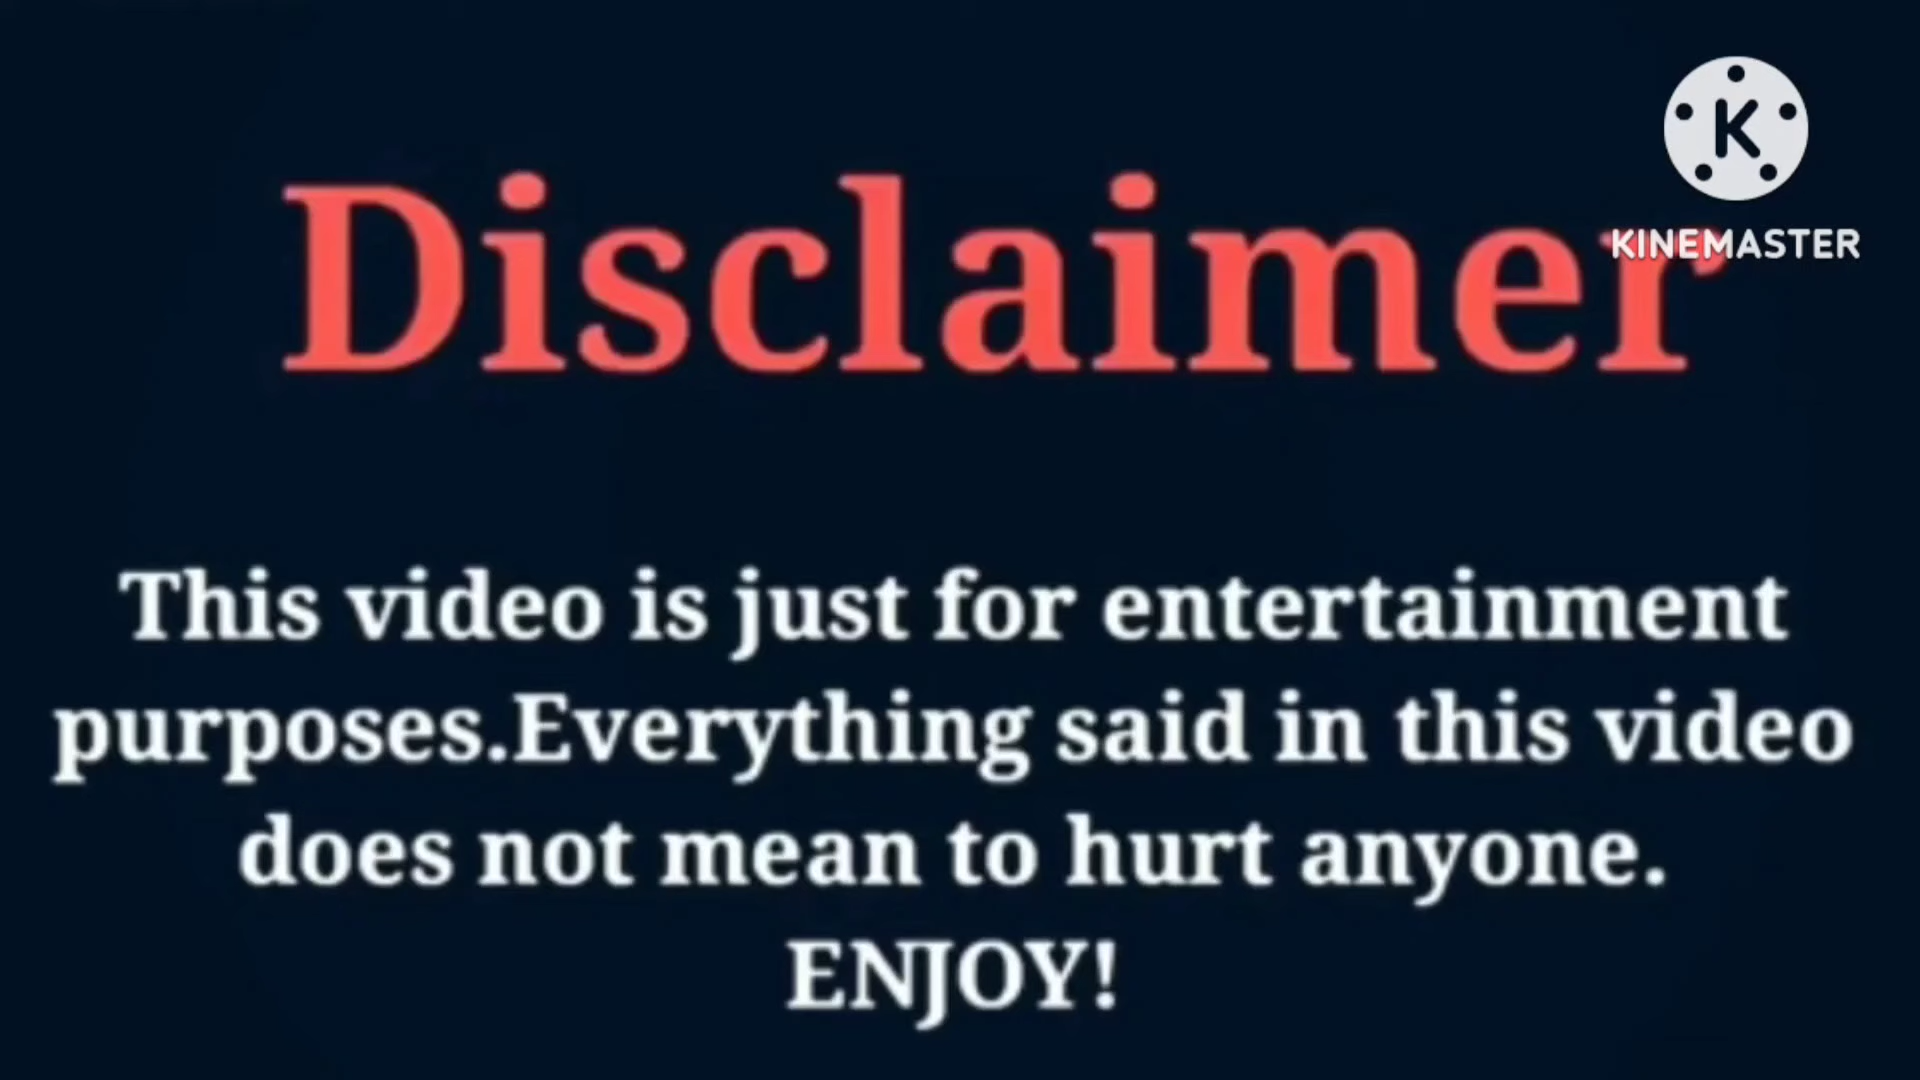 K
KINEMASTER
Disclaimer
This video is just for entertainment
purposes.Everything said in this video
does not mean to hurt anyone.
ENJOY!